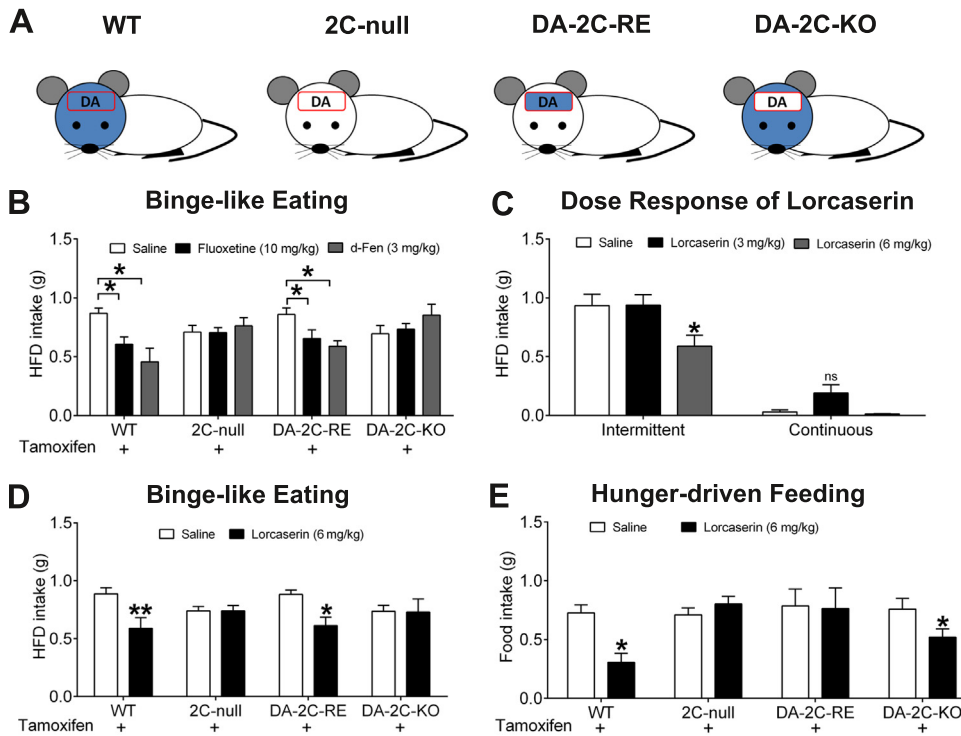 A
WT
2C-null
DA-2C-RE
DA-2C-KO
DA
DA
DA
DA
B
Binge-like Eating
Saline
Fluoxetine (10 mg/kg)
d-Fen (3 mg/kg)
HFD intake (g)
1.5
1.0
0.5
0.0
*
*
*
*
WT
2C-null
DA-2C-RE
DA-2C-KO
Tamoxifen + + + +
C
Dose Response of Lorcaserin
Saline
Lorcaserin (3 mg/kg)
Lorcaserin (6 mg/kg)
HFD intake (g)
1.5
1.0
0.5
0.0
*
ns
Intermittent
Continuous
D
Binge-like Eating
Saline
Lorcaserin (6 mg/kg)
HFD intake (g)
1.5
1.0
0.5
0.0
**
*
WT
2C-null
DA-2C-RE
DA-2C-KO
Tamoxifen + + + +
E
Hunger-driven Feeding
Saline
Lorcaserin (6 mg/kg)
Food intake (g)
1.5
1.0
0.5
0.0
*
*
WT
2C-null
DA-2C-RE
DA-2C-KO
Tamoxifen + + + +